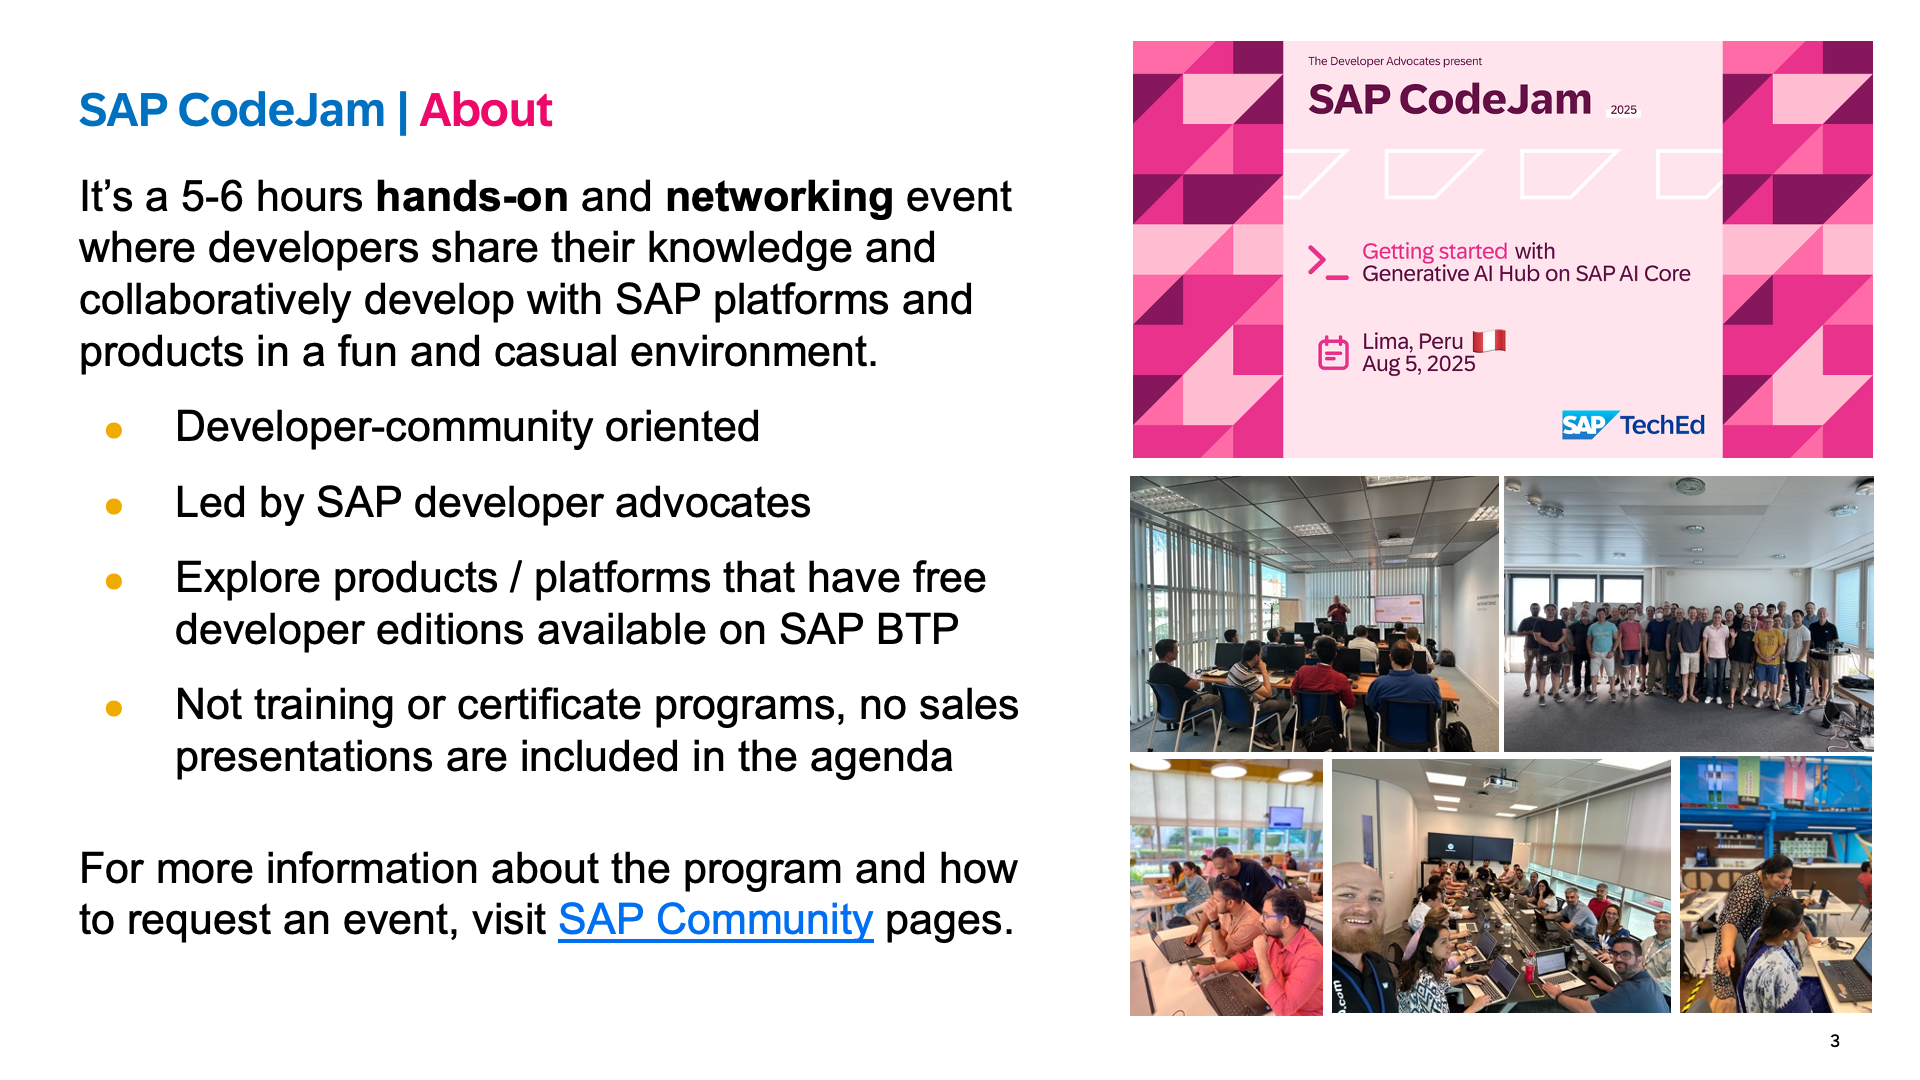 SAP CodeJam | About
It’s a 5-6 hours hands-on and networking event
where developers share their knowledge and
collaboratively develop with SAP platforms and
products in a fun and casual environment.
● Developer-community oriented
● Led by SAP developer advocates
● Explore products / platforms that have free
developer editions available on SAP BTP
● Not training or certificate programs, no sales
presentations are included in the agenda
For more information about the program and how
to request an event, visit SAP Community pages.
The Developer Advocates present
SAP CodeJam 2025
Getting started with
Generative AI Hub on SAP AI Core
Lima, Peru
Aug 5, 2025
SAP TechEd
3